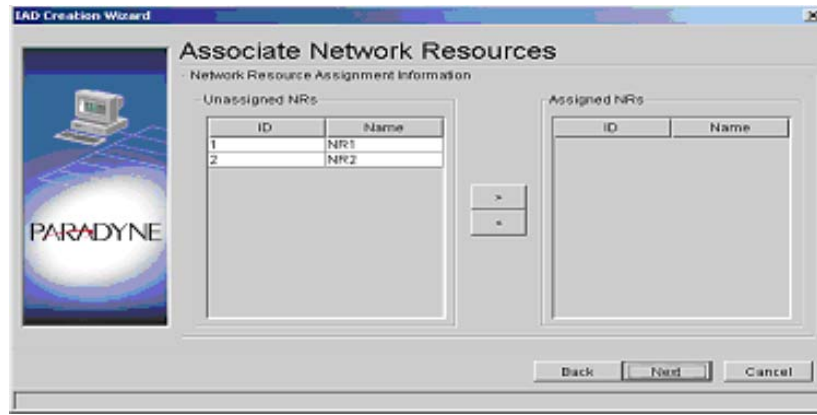 IAD Creation Wizard
Associate Network Resources
Network Resource Assignment Information
Unassigned NRs
ID Name
1 NR1
2 NR2
>
<
Assigned NRs
ID Name
PARADYNE
Back Next Cancel